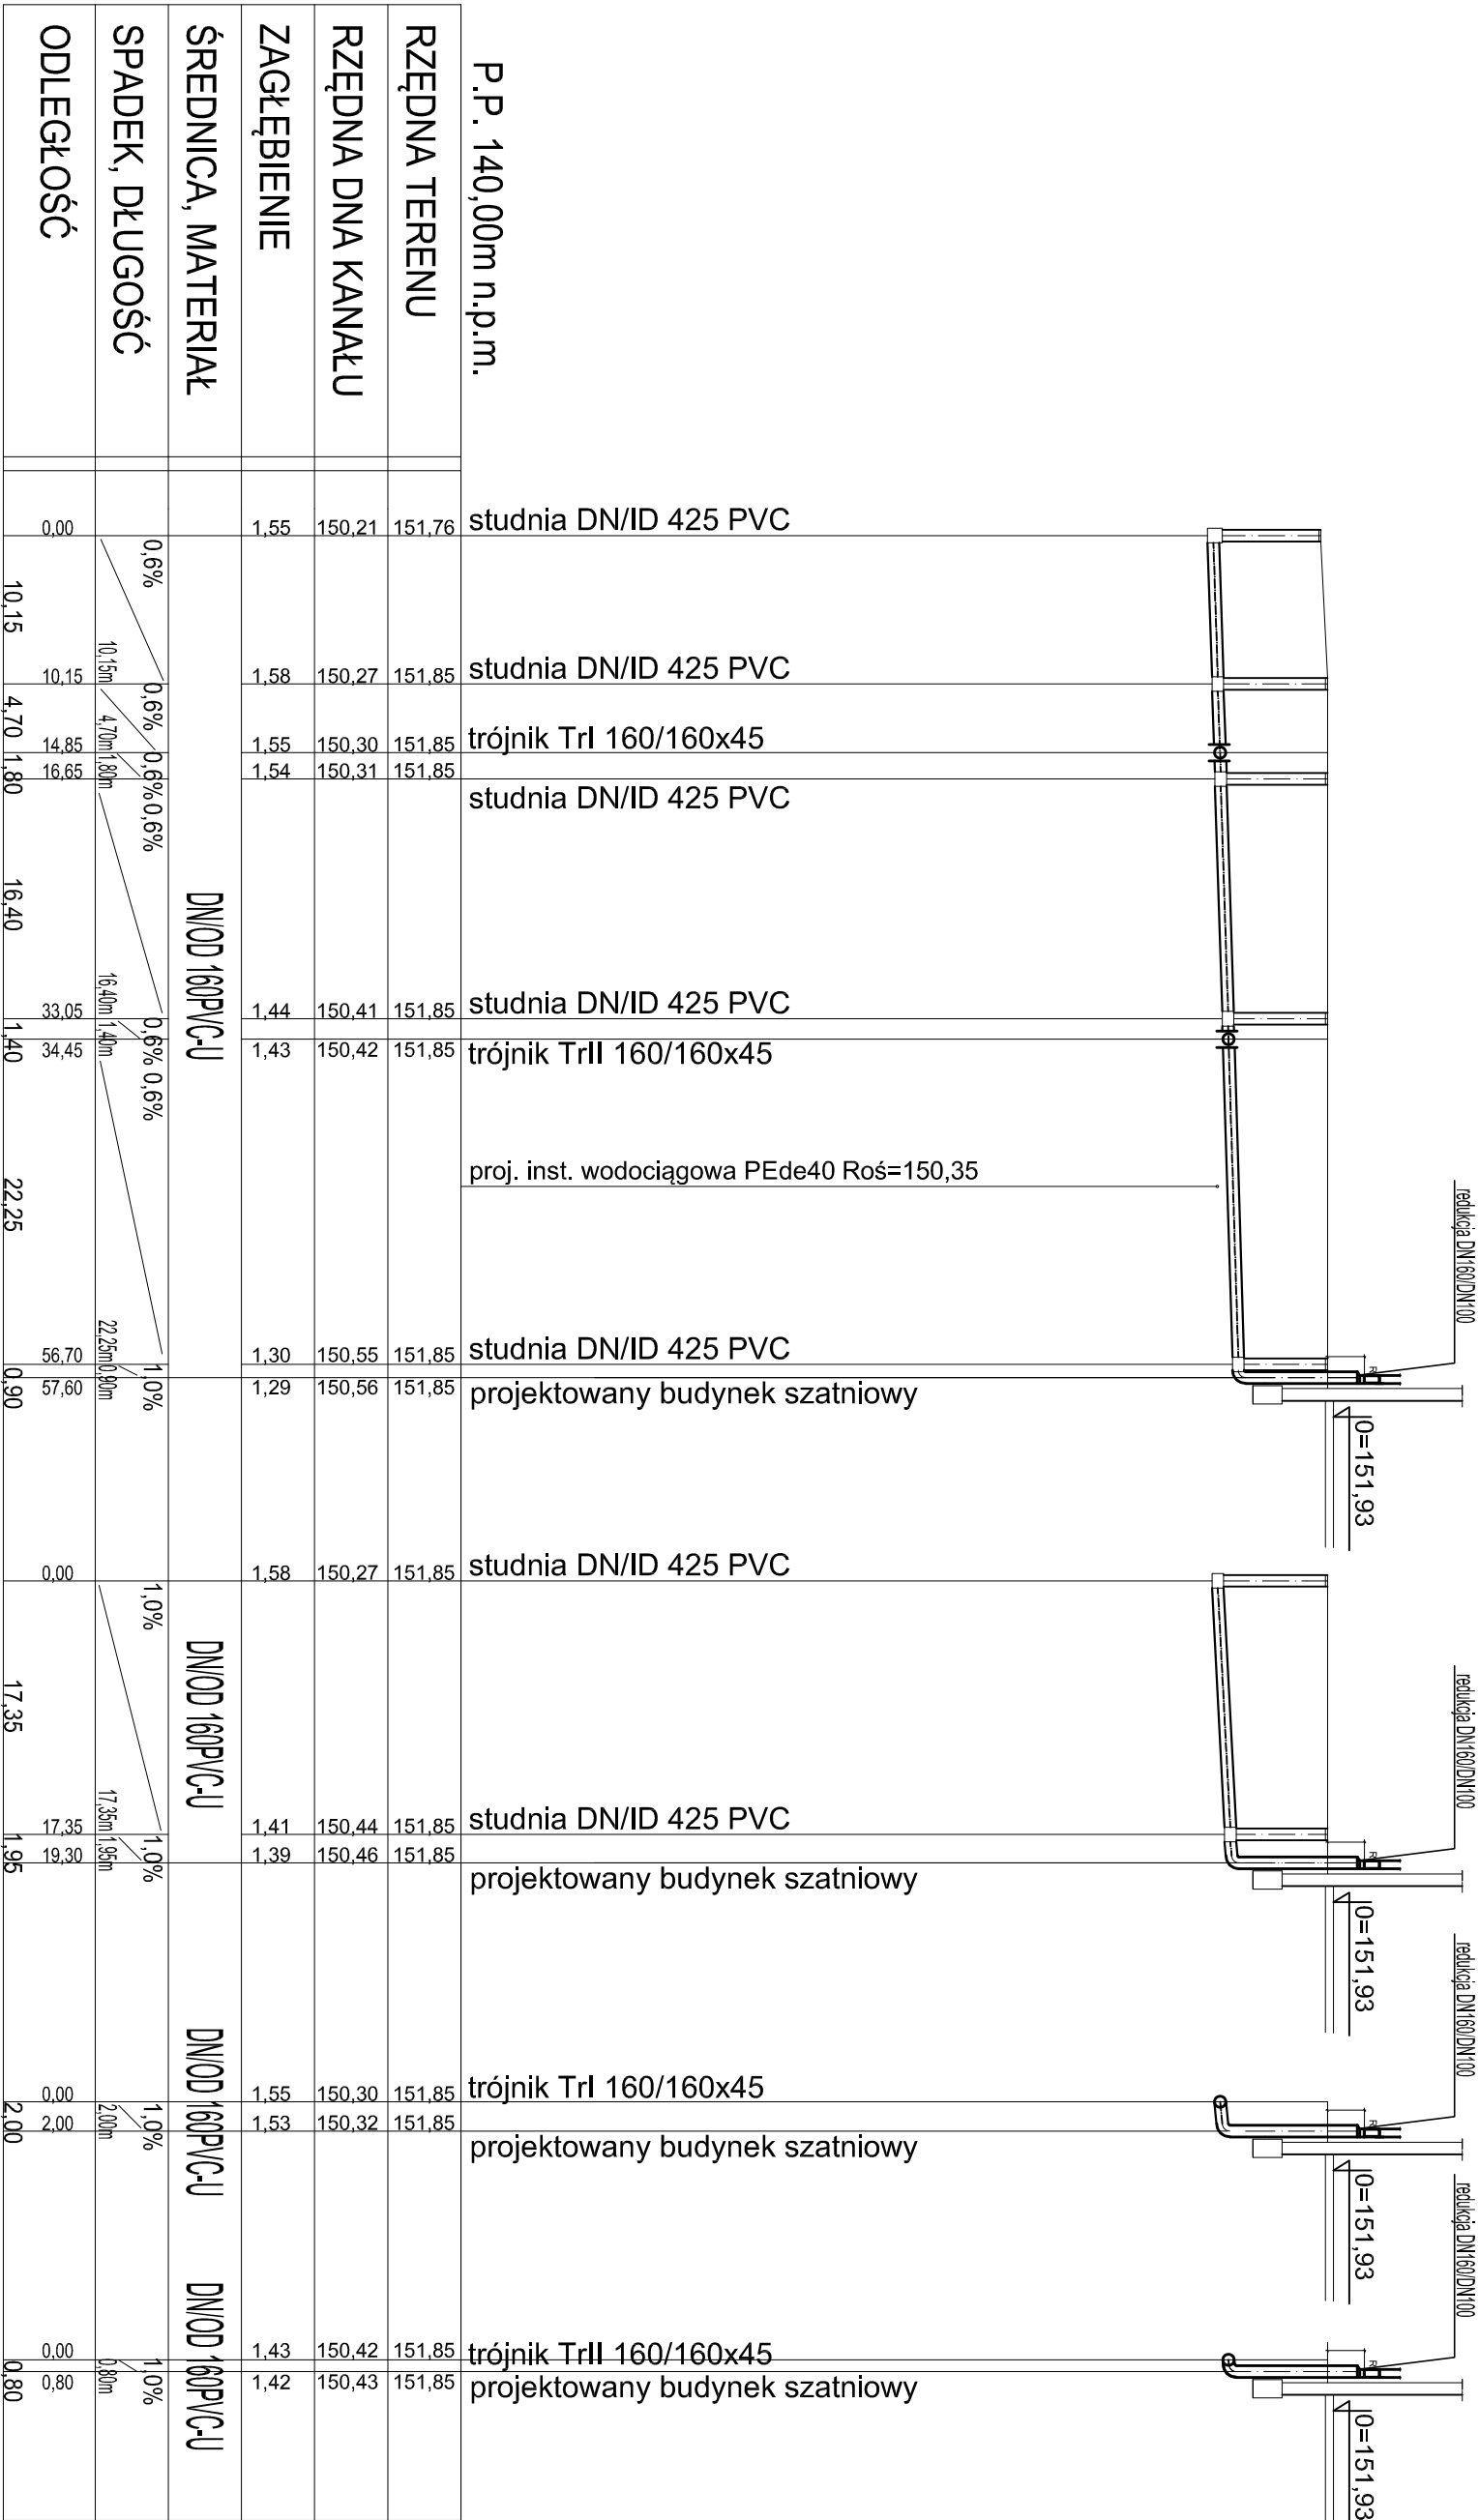 P.P. 140,00m n.p.m.
RZĘDNA TERENU
RZĘDNA DNA KANAŁU
ZAGŁĘBIENIE
ŚREDNICA, MATERIAŁ
SPADEK, DŁUGOŚĆ
ODLEGŁOŚĆ
studnia DN/ID 425 PVC
151,76
150,21
1,55
0,00
0,6%
10,15m
10,15
studnia DN/ID 425 PVC
151,85
150,27
1,58
10,15
0,6%
4,70m
4,70
trójnik TrI 160/160x45
151,85
150,30
1,55
14,85
0,6%
1,80m
1,80
studnia DN/ID 425 PVC
151,85
150,31
1,54
16,65
0,6%
16,40m
16,40
DN/OD 160PVC-U
studnia DN/ID 425 PVC
151,85
150,41
1,44
33,05
0,6%
1,40m
1,40
trójnik TrII 160/160x45
151,85
150,42
1,43
34,45
0,6%
22,25m
22,25
proj. inst. wodociągowa PEde40 Roś=150,35
studnia DN/ID 425 PVC
151,85
150,55
1,30
56,70
1,0%
0,90m
0,90
projektowany budynek szatniowy
151,85
150,56
1,29
57,60
redukcja DN160/DN100
R
0=151,93
studnia DN/ID 425 PVC
151,85
150,27
1,58
0,00
1,0%
17,35m
17,35
DN/OD 160PVC-U
studnia DN/ID 425 PVC
151,85
150,44
1,41
17,35
1,0%
1,95m
1,95
projektowany budynek szatniowy
151,85
150,46
1,39
19,30
redukcja DN160/DN100
R
0=151,93
trójnik TrI 160/160x45
151,85
150,30
1,55
0,00
1,0%
2,00m
2,00
DN/OD 160PVC-U
projektowany budynek szatniowy
151,85
150,32
1,53
2,00
redukcja DN160/DN100
R
0=151,93
trójnik TrII 160/160x45
151,85
150,42
1,43
0,00
1,0%
0,80m
0,80
DN/OD 160PVC-U
projektowany budynek szatniowy
151,85
150,43
1,42
0,80
redukcja DN160/DN100
R
0=151,93